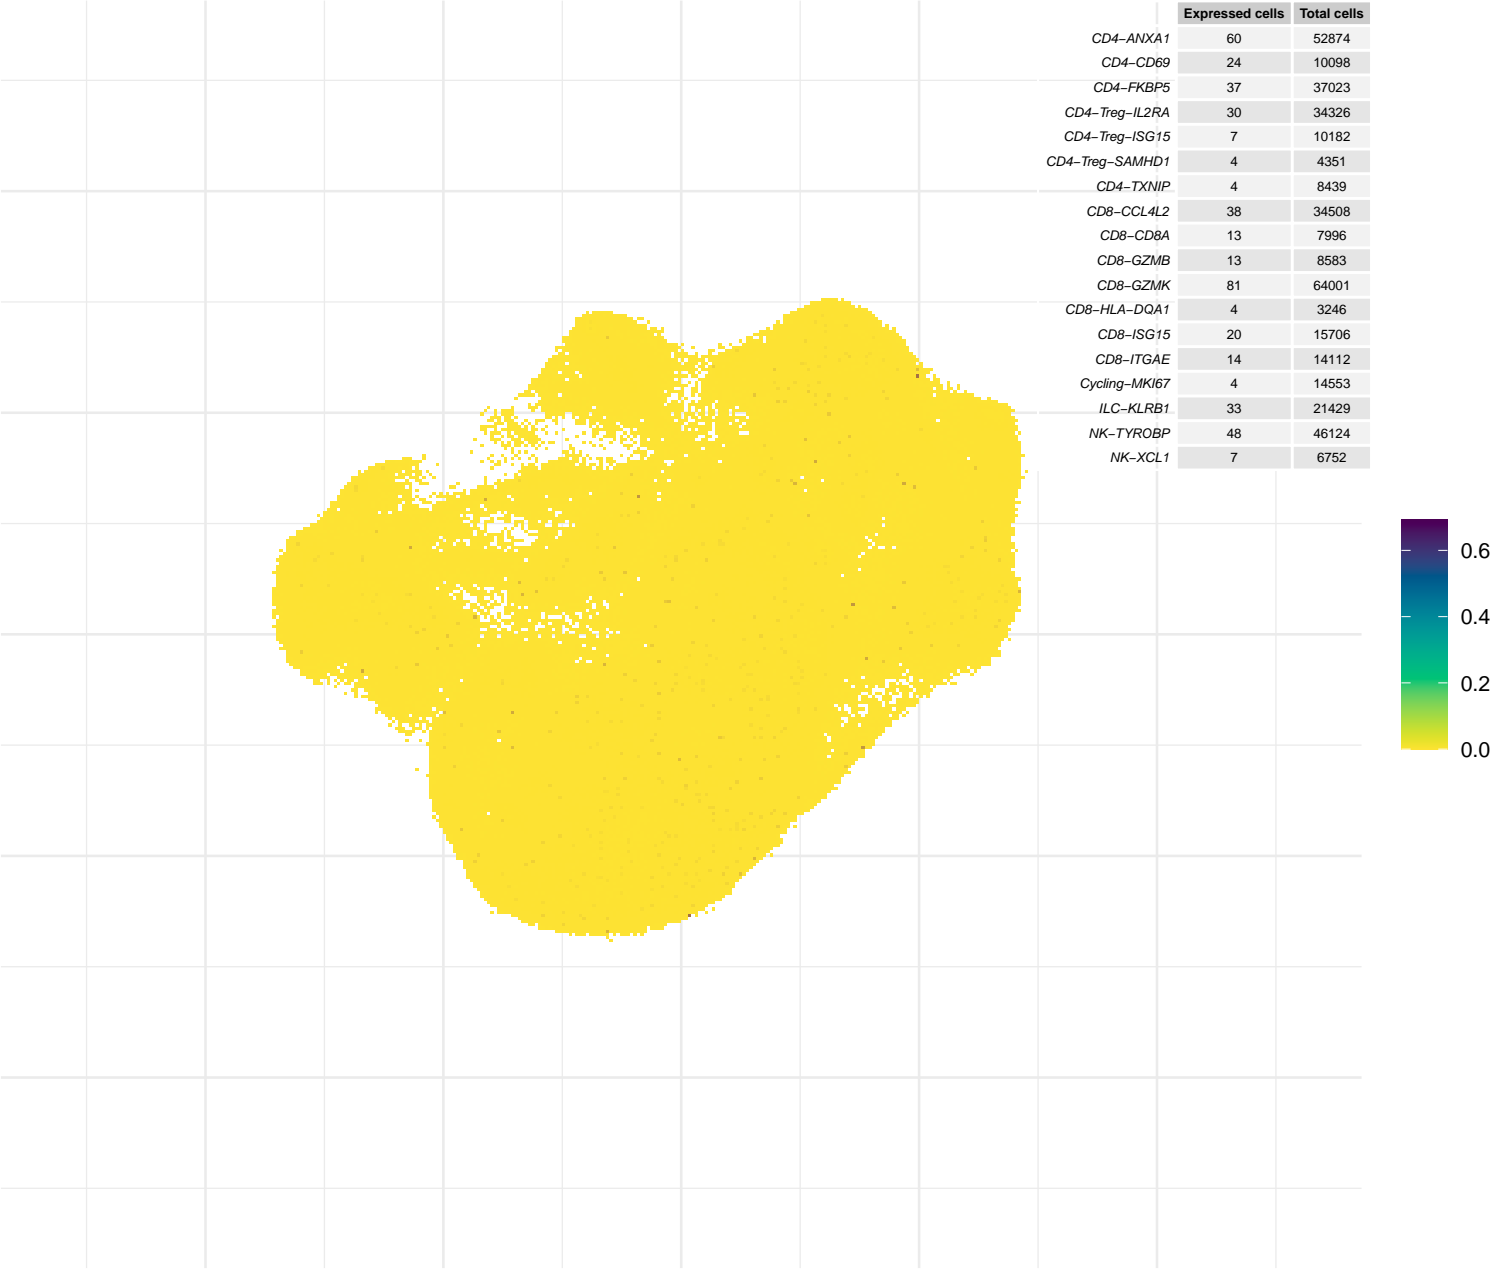 Expressed cells Total cells
CD4−ANXA1 60 52874
CD4−CD69 24 10098
CD4−FKBP5 37 37023
CD4−Treg−IL2RA 30 34326
CD4−Treg−ISG15 7 10182
CD4−Treg−SAMHD1 4 4351
CD4−TXNIP 4 8439
CD8−CCL4L2 38 34508
CD8−CD8A 13 7996
CD8−GZMB 13 8583
CD8−GZMK 81 64001
CD8−HLA−DQA1 4 3246
CD8−ISG15 20 15706
CD8−ITGAE 14 14112
Cycling−MKI67 4 14553
ILC−KLRB1 33 21429
NK−TYROBP 48 46124
NK−XCL1 7 6752
0.6
0.4
0.2
0.0